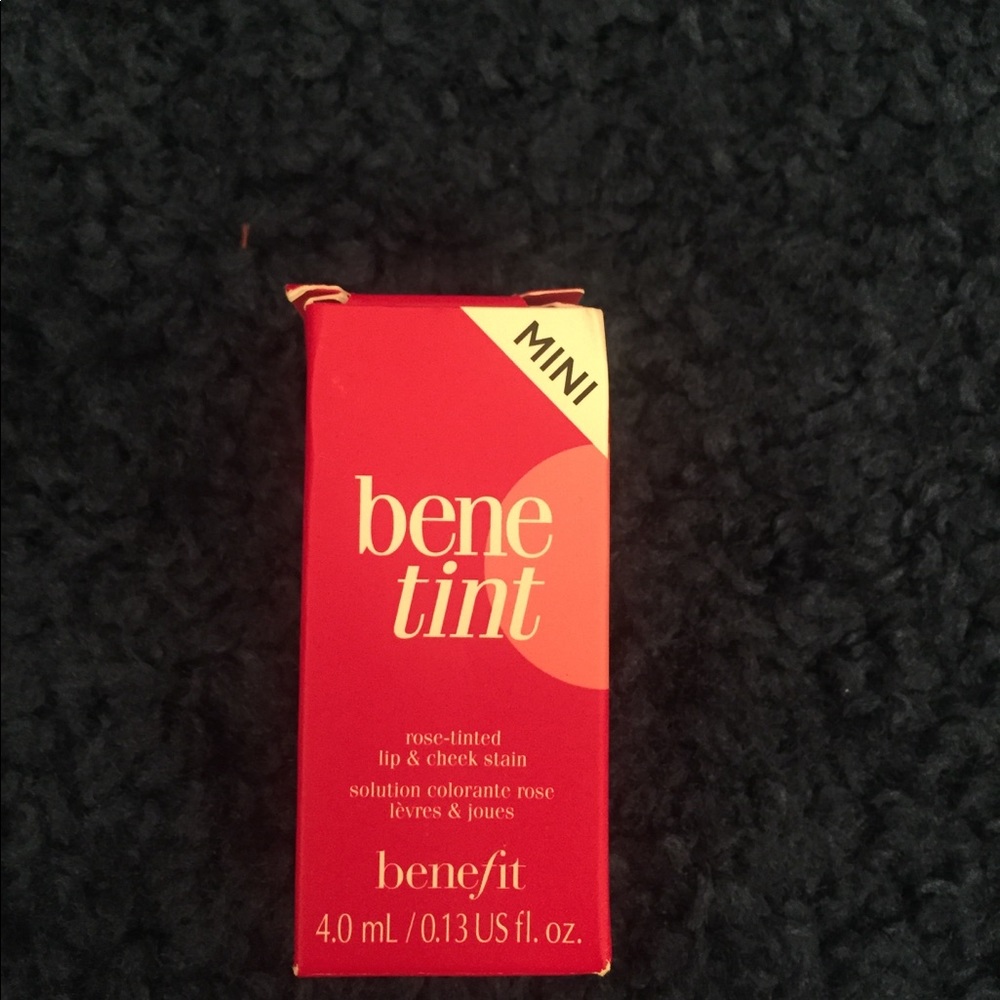 MINI
bene
tint
rose-tinted
lip & cheek stain
solution colorante rose
lèvres & joues
benefit
4.0 mL / 0.13 US fl. oz.